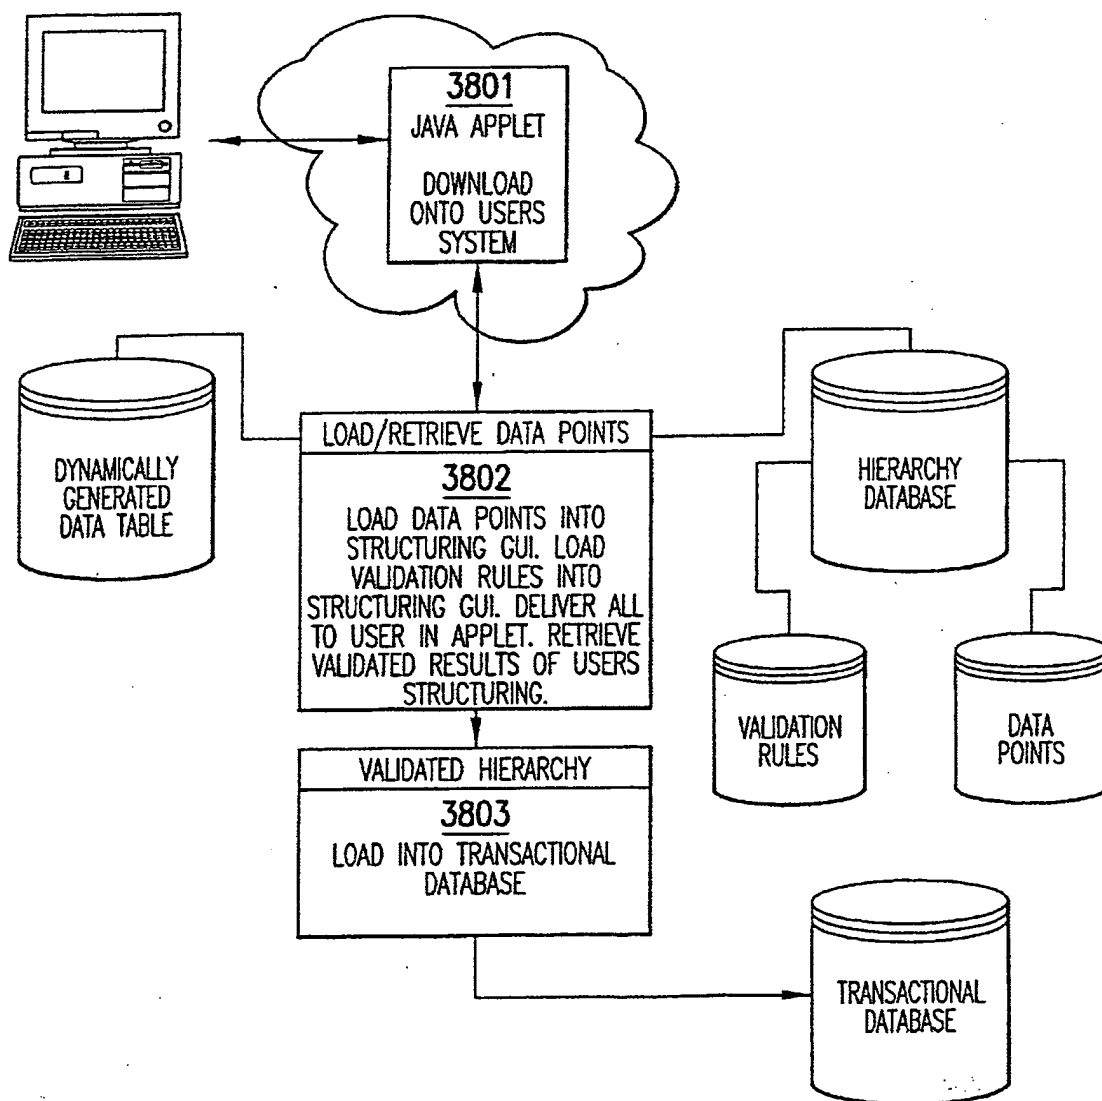 3801
JAVA APPLET
DOWNLOAD
ONTO USERS
SYSTEM
DYNAMICALLY
GENERATED
DATA TABLE
LOAD/RETRIEVE DATA POINTS
3802
LOAD DATA POINTS INTO
STRUCTURING GUI. LOAD
VALIDATION RULES INTO
STRUCTURING GUI. DELIVER ALL
TO USER IN APPLET. RETRIEVE
VALIDATED RESULTS OF USERS
STRUCTURING.
HIERARCHY
DATABASE
VALIDATION
RULES
DATA
POINTS
VALIDATED HIERARCHY
3803
LOAD INTO TRANSACTIONAL
DATABASE
TRANSACTIONAL
DATABASE